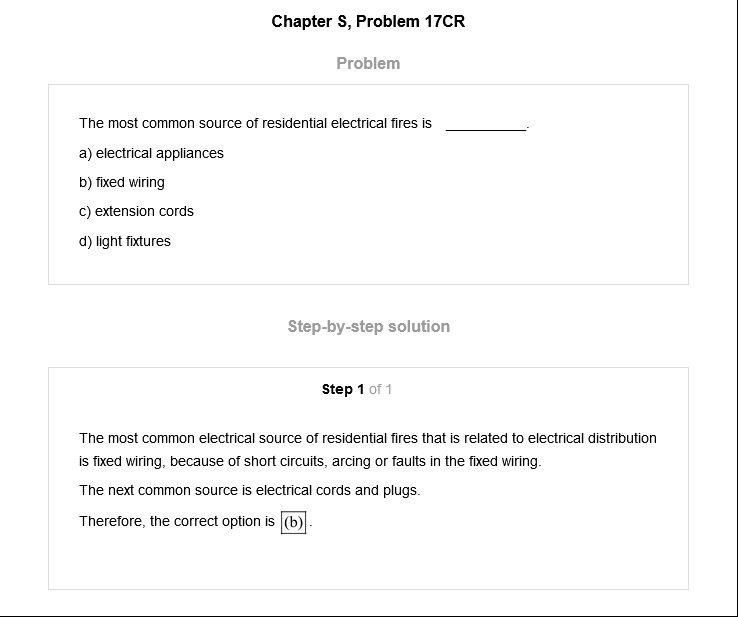 Chapter S, Problem 17CR
Problem
The most common source of residential electrical fires is __________.
a) electrical appliances
b) fixed wiring
c) extension cords
d) light fixtures
Step-by-step solution
Step 1 of 1
The most common electrical source of residential fires that is related to electrical distribution
is fixed wiring, because of short circuits, arcing or faults in the fixed wiring.
The next common source is electrical cords and plugs.
Therefore, the correct option is (b).